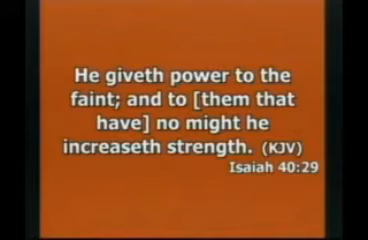 He giveth power to the
faint; and to [them that
have] no might he
increaseth strength. (KJV)
Isaiah 40:29